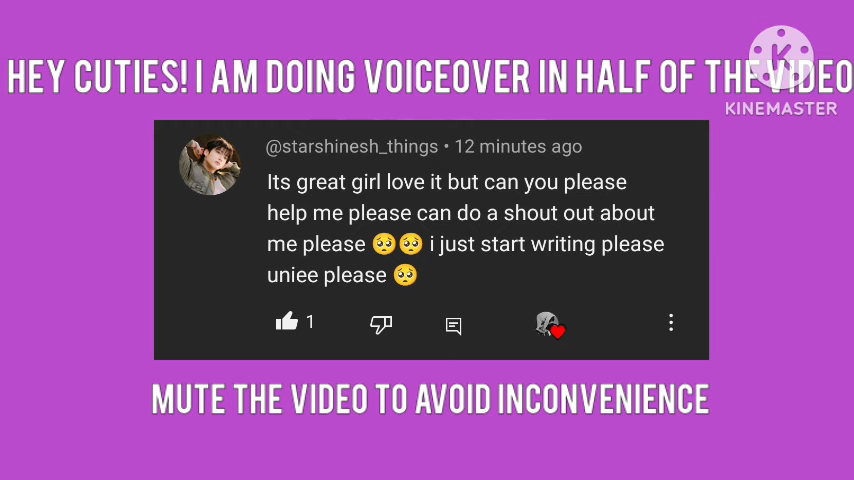 HEY CUTIES! I AM DOING VOICEOVER IN HALF OF THE VIDEO
KINEMASTER
@starshinesh_things • 12 minutes ago
Its great girl love it but can you please
help me please can do a shout out about
me please 🥺🥺 i just start writing please
uniee please 🥺
1
MUTE THE VIDEO TO AVOID INCONVENIENCE